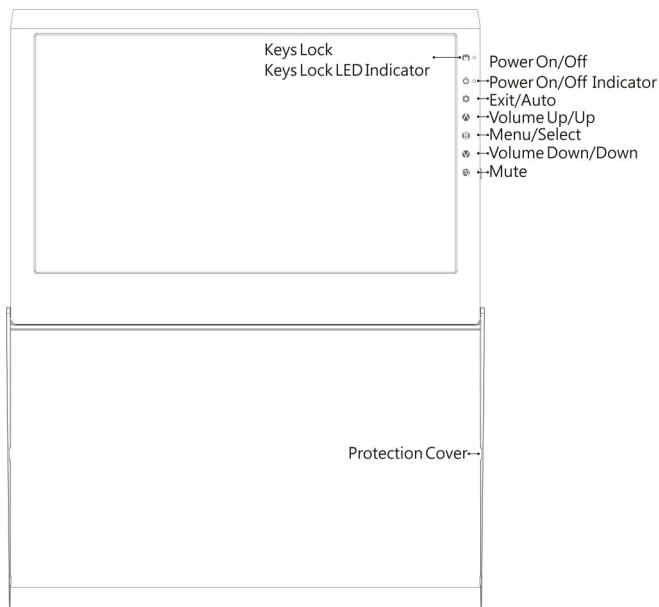 Keys Lock
Keys Lock LED Indicator
Power On/Off
Power On/Off Indicator
Exit/Auto
Volume Up/Up
Menu/Select
Volume Down/Down
Mute
Protection Cover